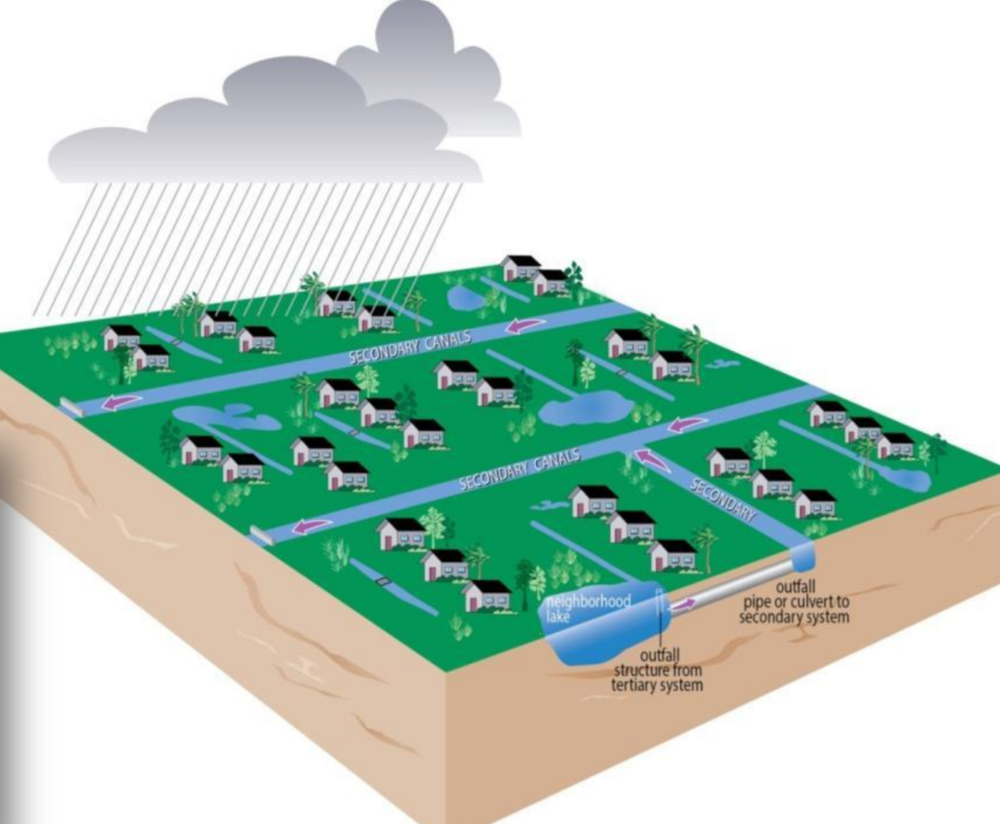 SECONDARY CANALS
SECONDARY CANALS
SECONDARY
neighborhood
lake
outfall
pipe or culvert to
secondary system
outfall
structure from
tertiary system